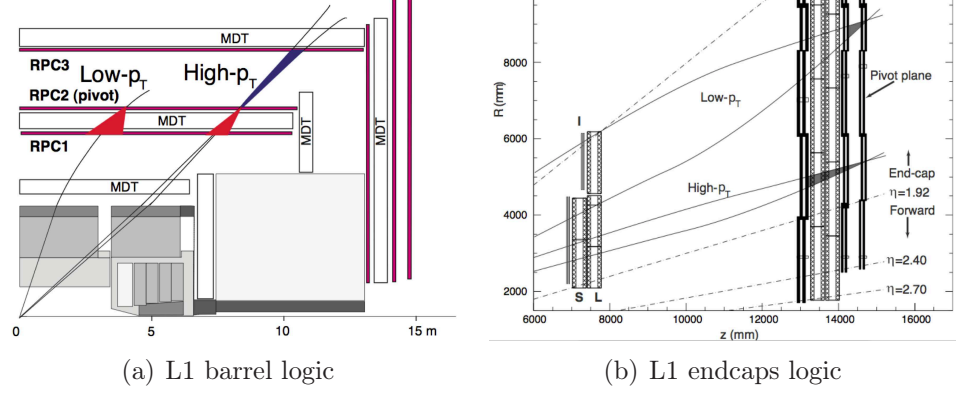 MDT
RPC3
Low-pT
High-pT
RPC2 (pivot)
MDT
MDT
RPC1
MDT
MDT
0
5
10
15 m
(a) L1 barrel logic
R (mm)
8000
6000
4000
2000
Low-pT
Pivot plane
I
High-pT
End-cap
η=1.92
Forward
η=2.40
η=2.70
S L
6000
8000
10000
12000
14000
16000
z (mm)
(b) L1 endcaps logic